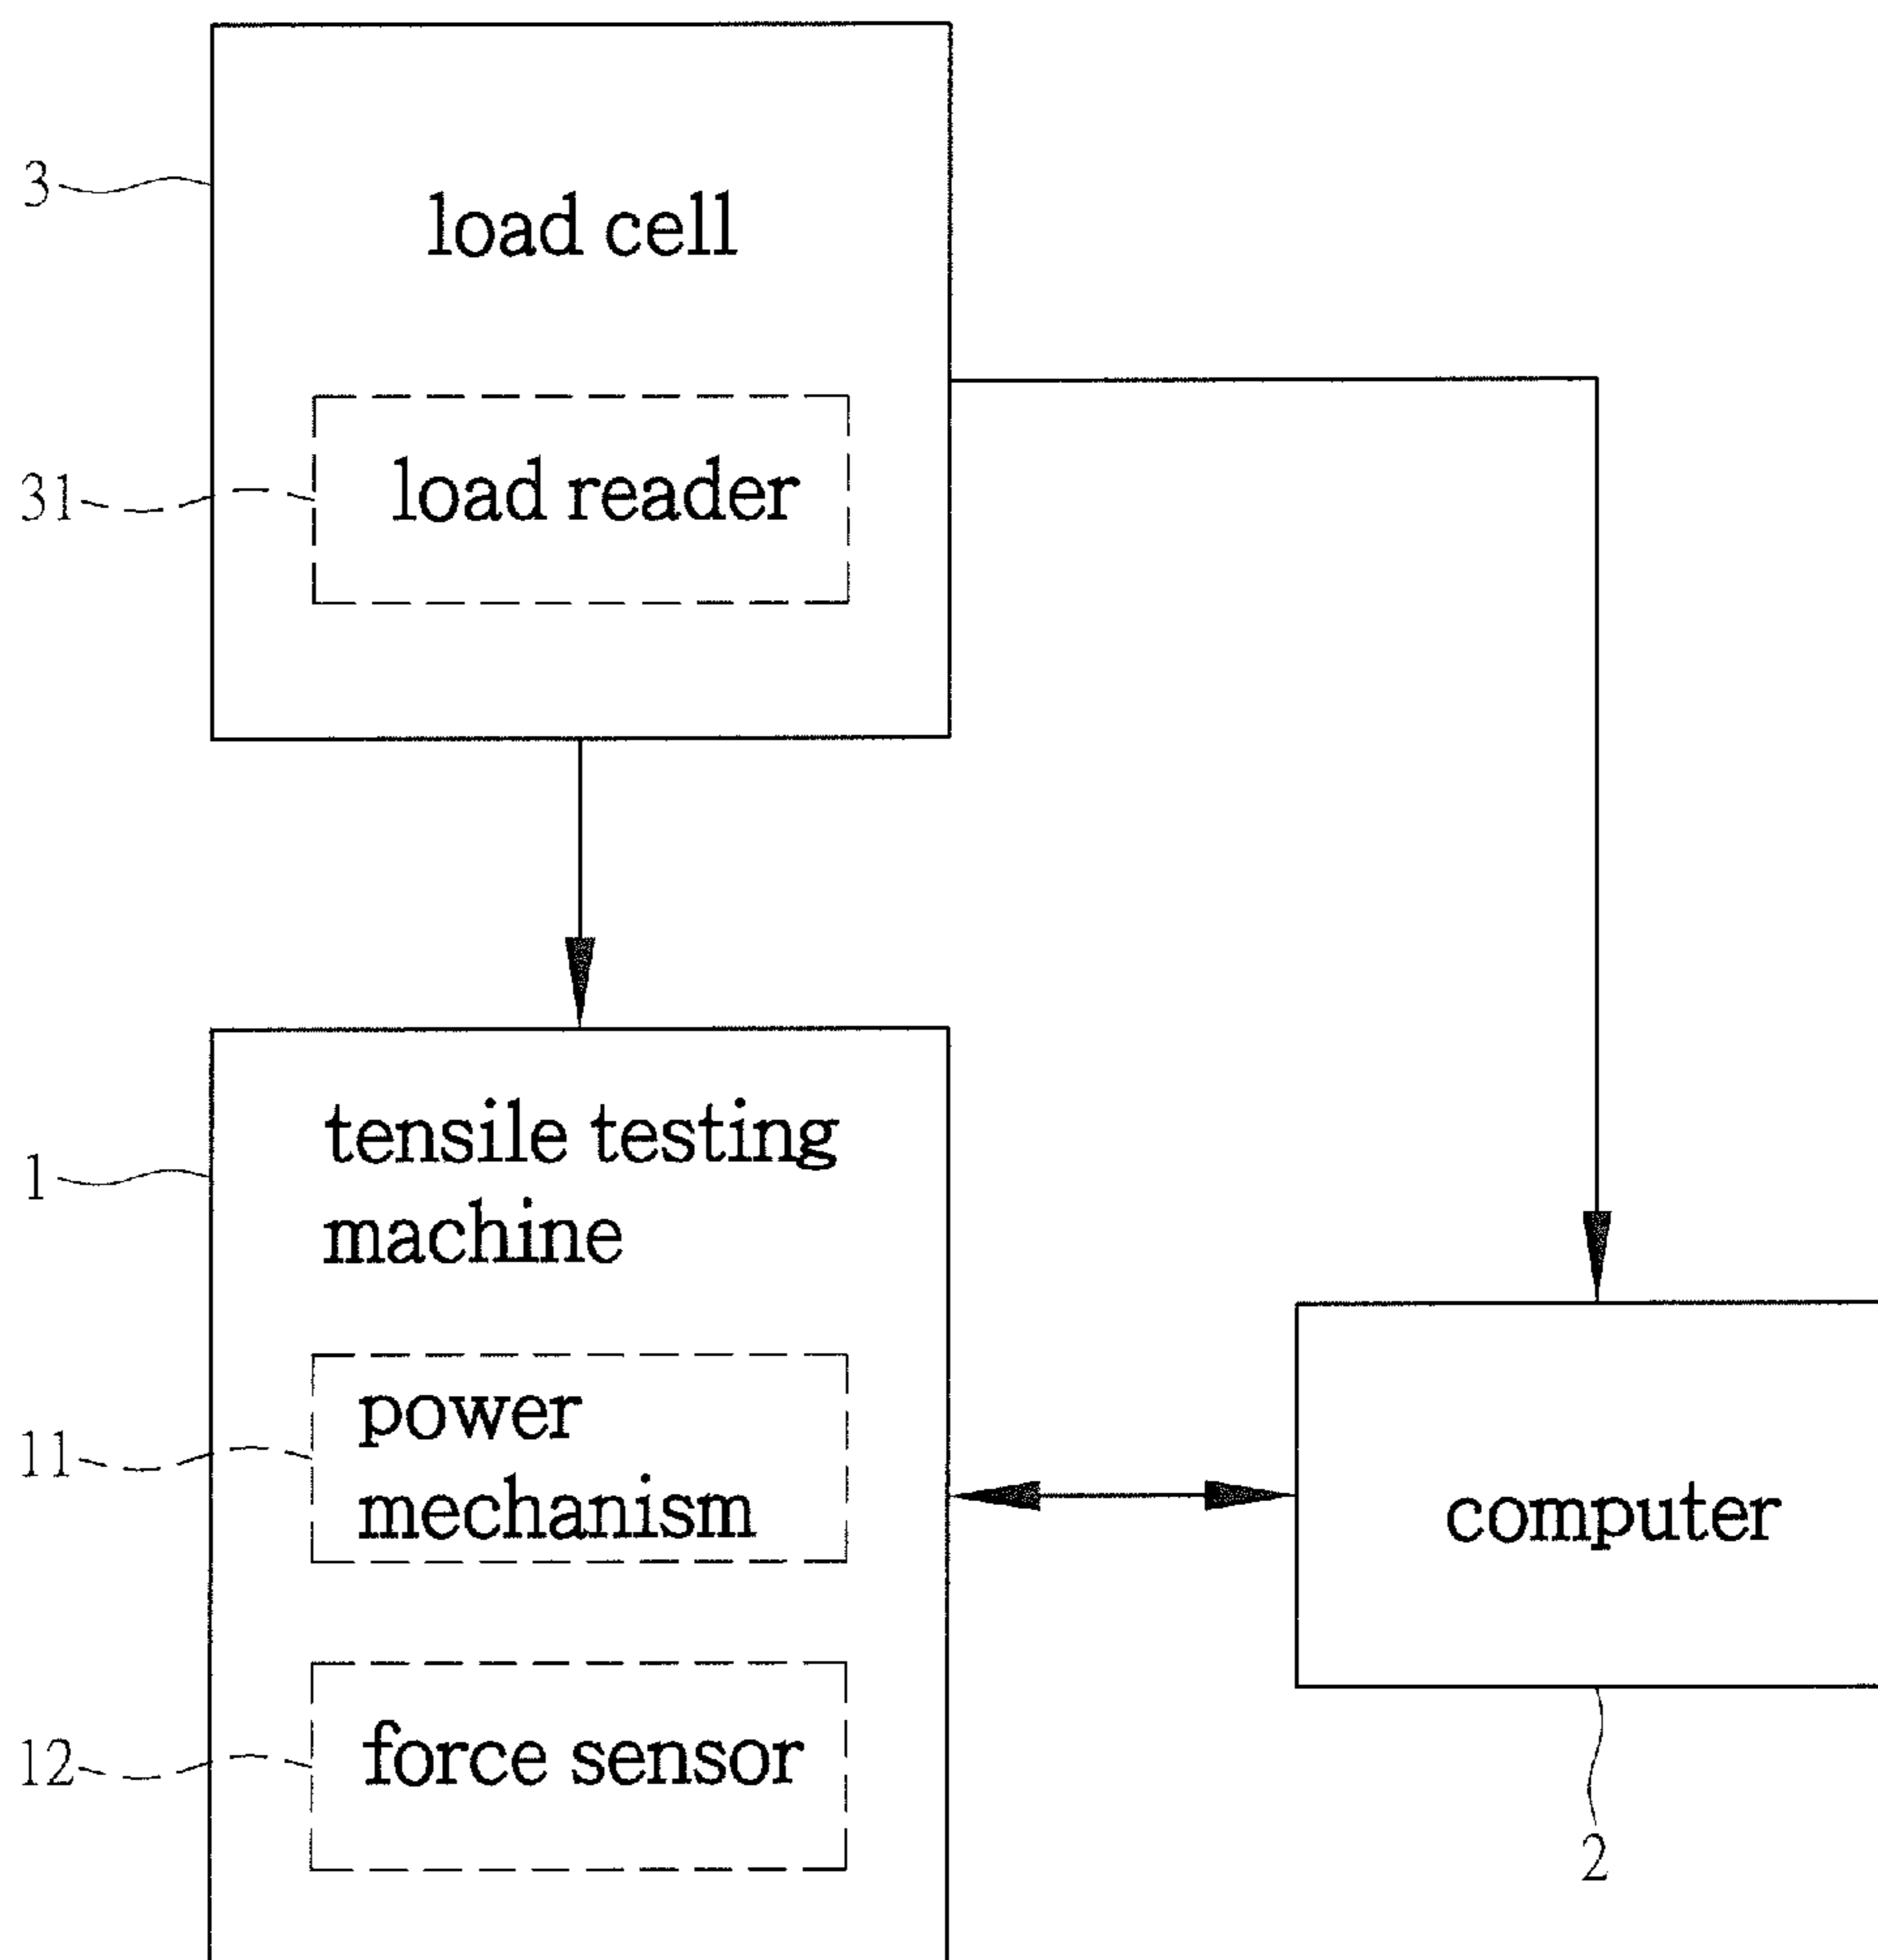 3
load cell
31
load reader
1
tensile testing
machine
11
power
mechanism
computer
12
force sensor
2